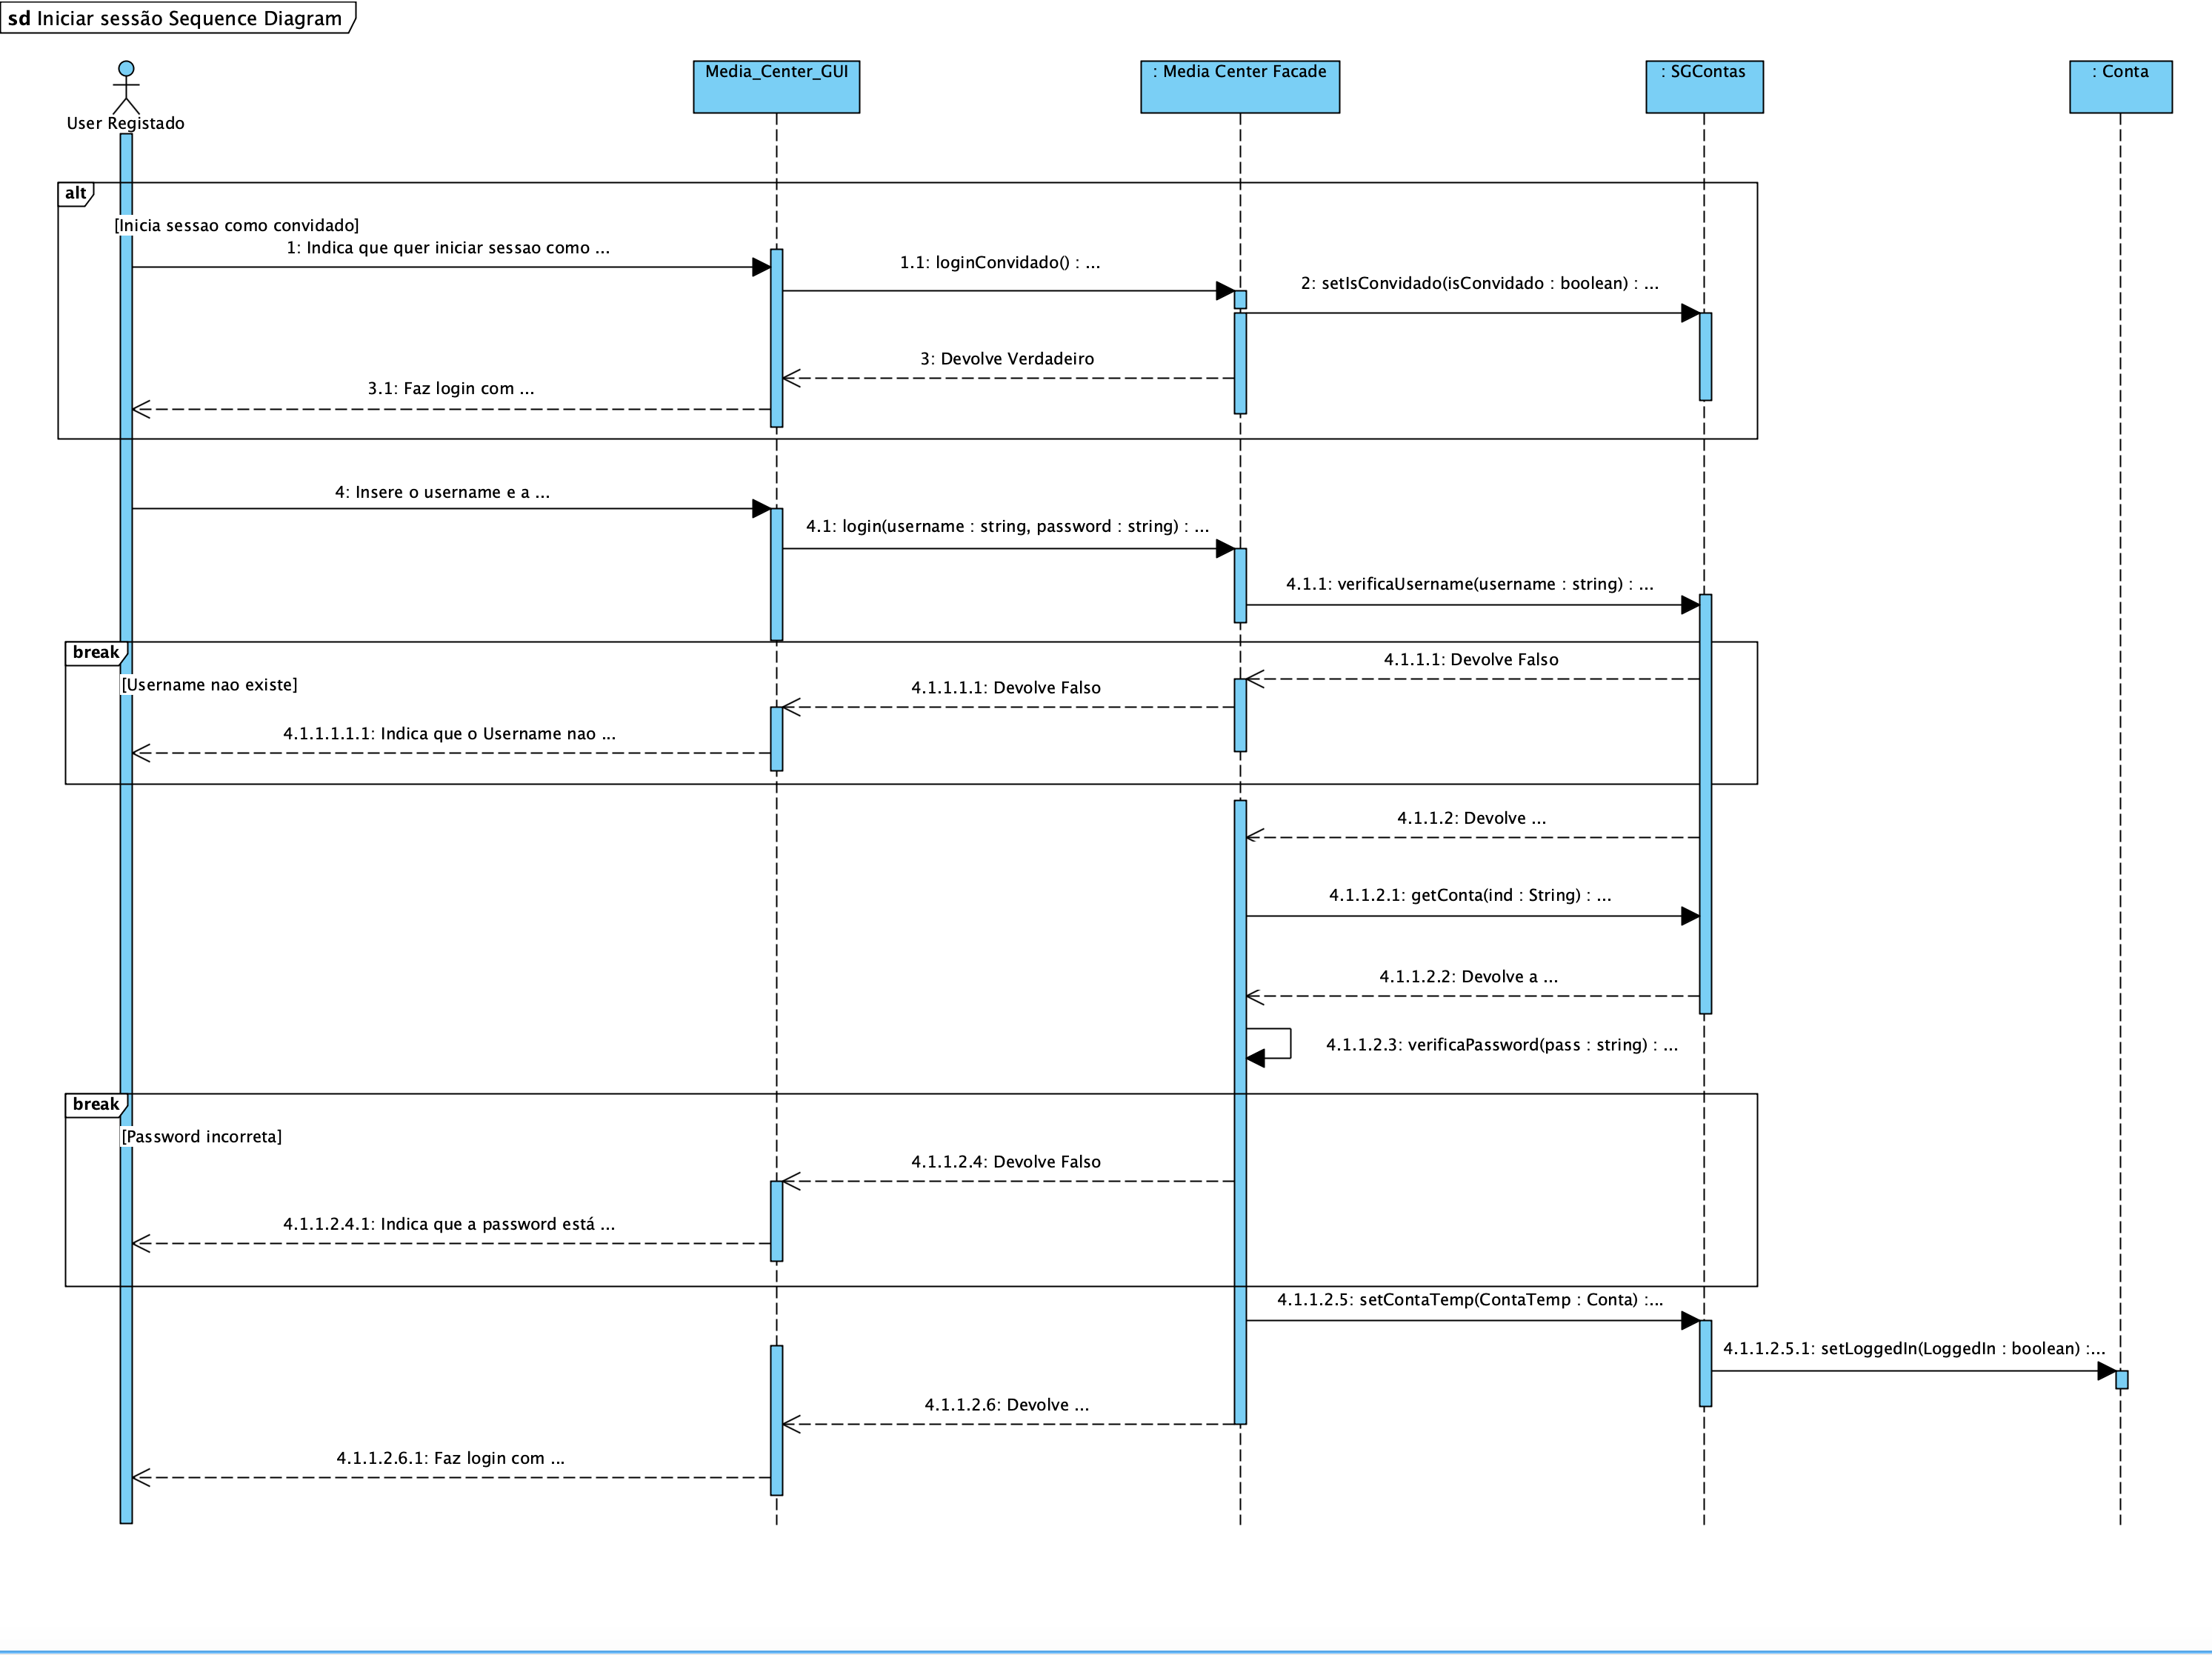 sd Iniciar sessão Sequence Diagram
User Registado
Media_Center_GUI
: Media Center Facade
: SGContas
: Conta
alt
[Inicia sessao como convidado]
1: Indica que quer iniciar sessao como ...
1.1: loginConvidado() : ...
2: setIsConvidado(isConvidado : boolean) : ...
3: Devolve Verdadeiro
3.1: Faz login com ...
4: Insere o username e a ...
4.1: login(username : string, password : string) : ...
4.1.1: verificaUsername(username : string) : ...
break
[Username nao existe]
4.1.1.1: Devolve Falso
4.1.1.1.1: Devolve Falso
4.1.1.1.1.1: Indica que o Username nao ...
4.1.1.2: Devolve ...
4.1.1.2.1: getConta(ind : String) : ...
4.1.1.2.2: Devolve a ...
4.1.1.2.3: verificaPassword(pass : string) : ...
break
[Password incorreta]
4.1.1.2.4: Devolve Falso
4.1.1.2.4.1: Indica que a password está ...
4.1.1.2.5: setContaTemp(ContaTemp : Conta) :...
4.1.1.2.5.1: setLoggedIn(LoggedIn : boolean) :...
4.1.1.2.6: Devolve ...
4.1.1.2.6.1: Faz login com ...